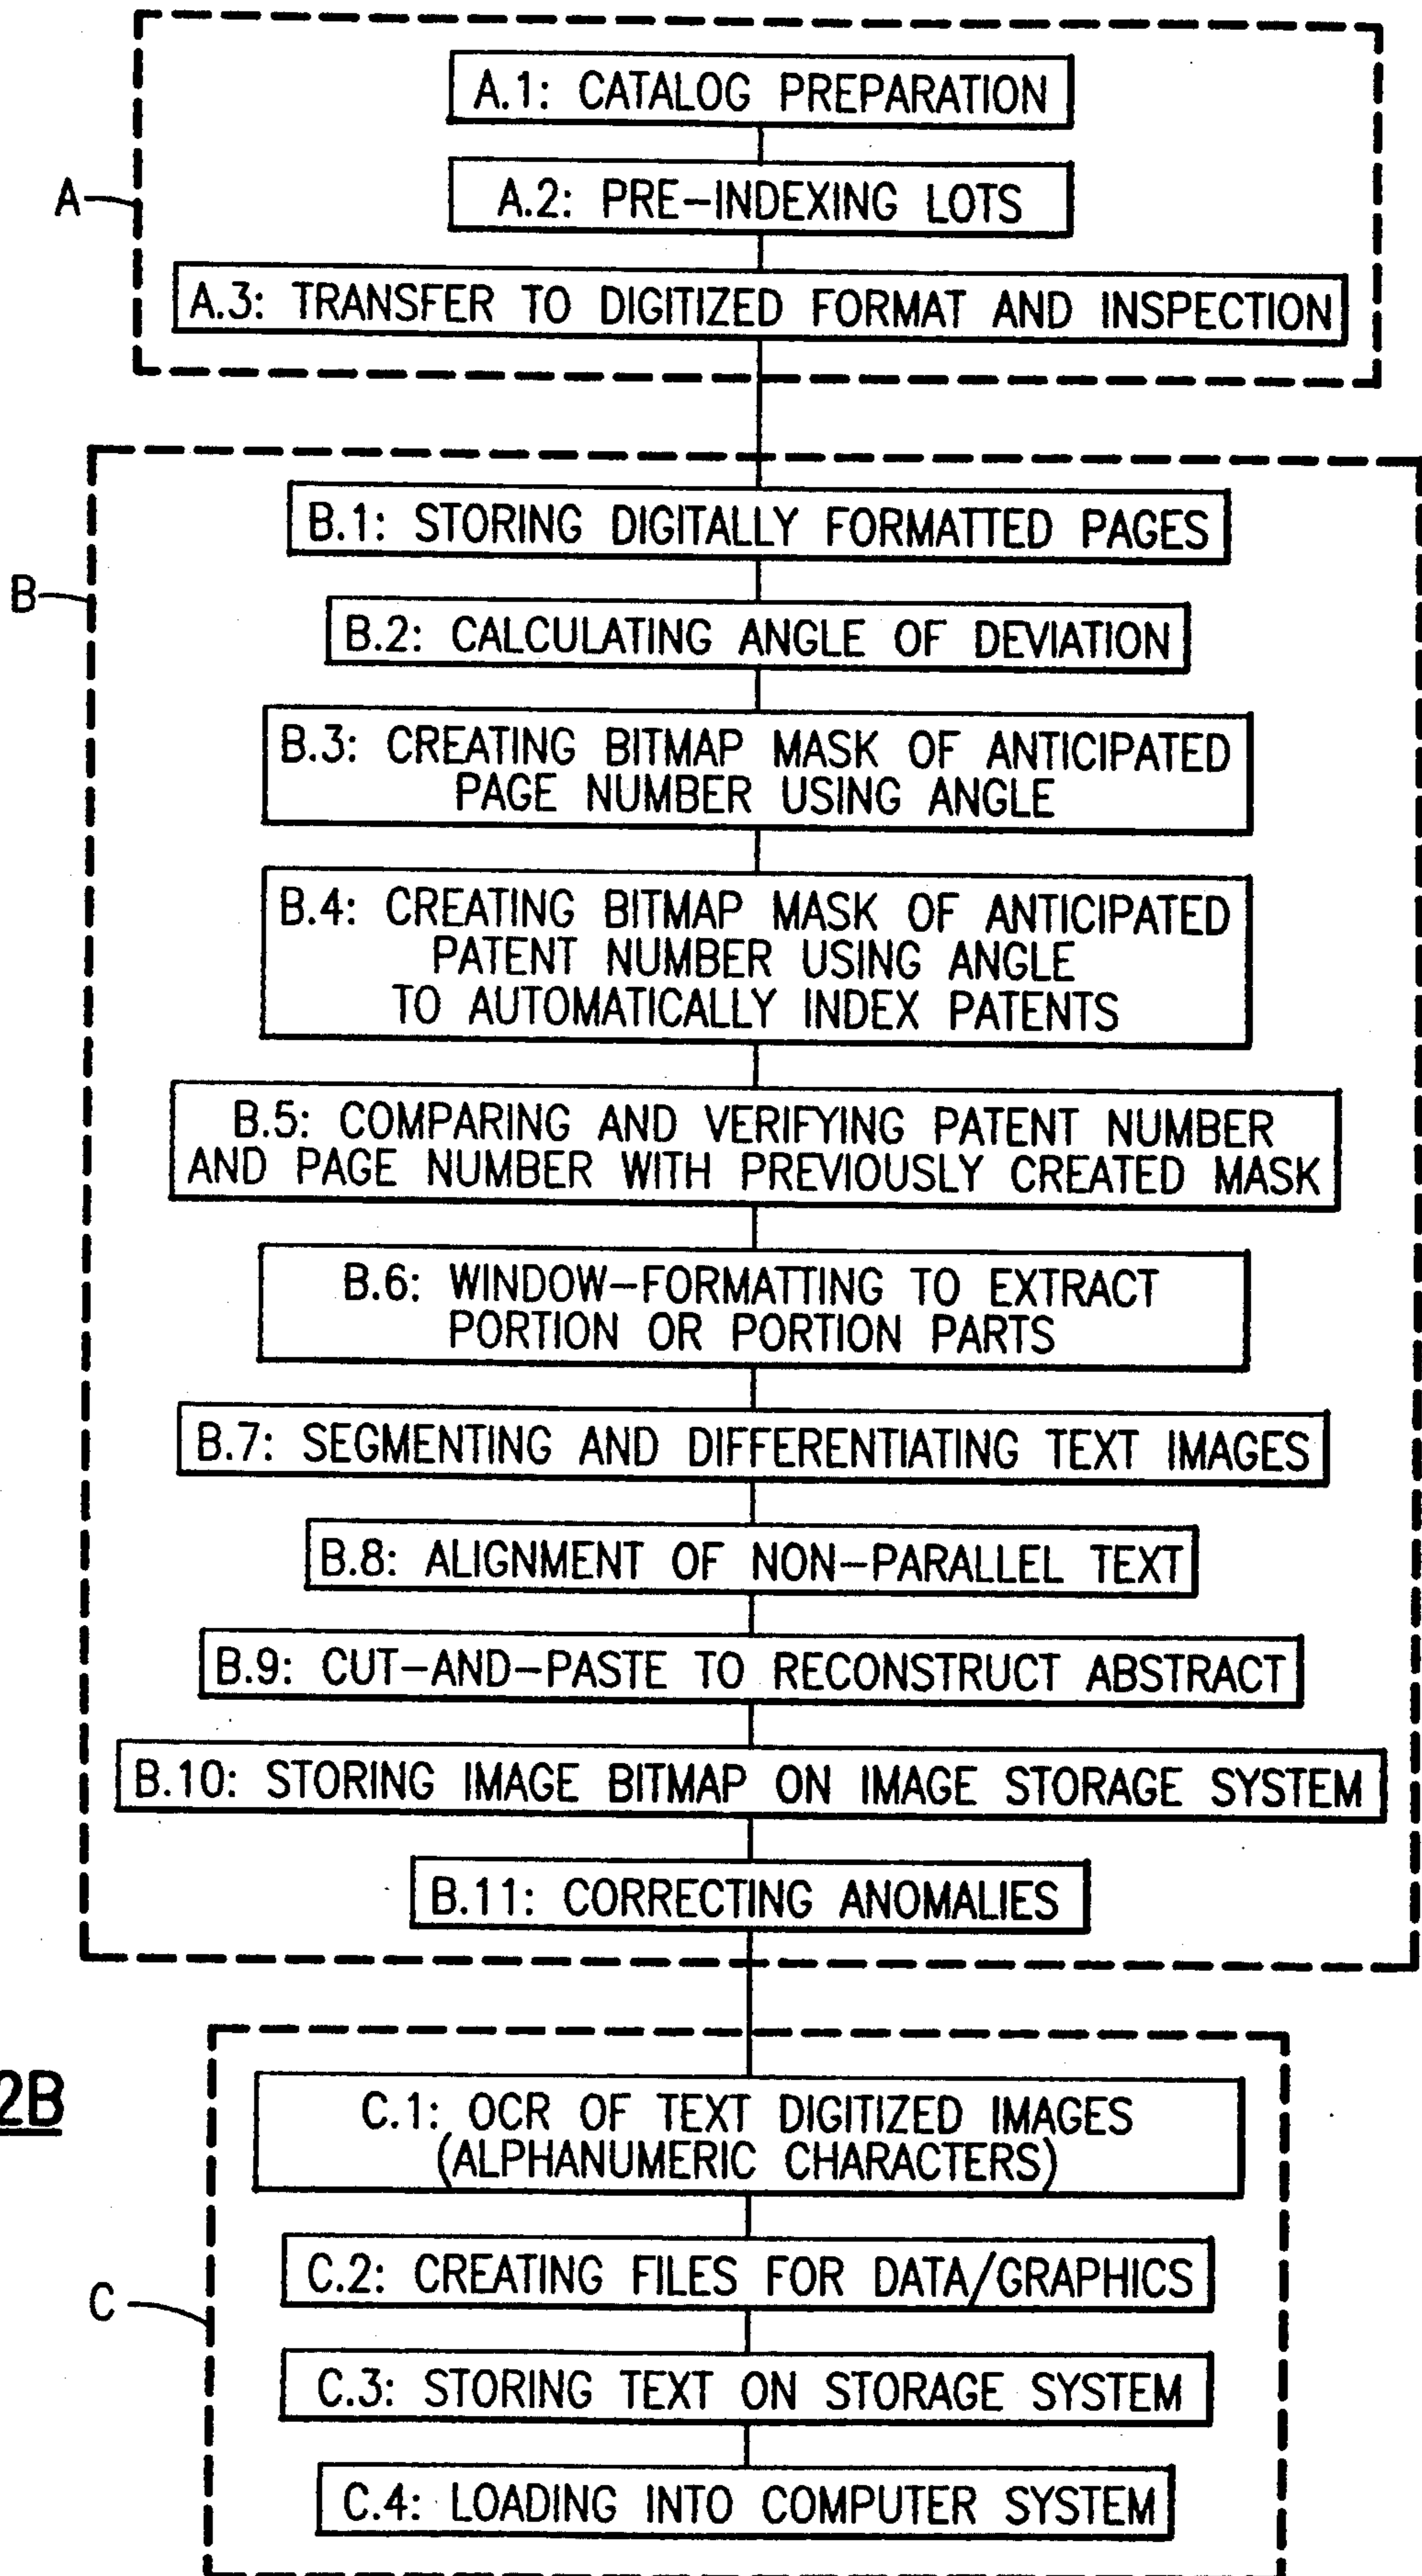 A.1: CATALOG PREPARATION
A.2: PRE-INDEXING LOTS
A
A.3: TRANSFER TO DIGITIZED FORMAT AND INSPECTION
B.1: STORING DIGITALLY FORMATTED PAGES
B
B.2: CALCULATING ANGLE OF DEVIATION
B.3: CREATING BITMAP MASK OF ANTICIPATED
PAGE NUMBER USING ANGLE
B.4: CREATING BITMAP MASK OF ANTICIPATED
PATENT NUMBER USING ANGLE
TO AUTOMATICALLY INDEX PATENTS
B.5: COMPARING AND VERIFYING PATENT NUMBER
AND PAGE NUMBER WITH PREVIOUSLY CREATED MASK
B.6: WINDOW-FORMATTING TO EXTRACT
PORTION OR PORTION PARTS
B.7: SEGMENTING AND DIFFERENTIATING TEXT IMAGES
B.8: ALIGNMENT OF NON-PARALLEL TEXT
B.9: CUT-AND-PASTE TO RECONSTRUCT ABSTRACT
B.10: STORING IMAGE BITMAP ON IMAGE STORAGE SYSTEM
B.11: CORRECTING ANOMALIES
2B
C.1: OCR OF TEXT DIGITIZED IMAGES
(ALPHANUMERIC CHARACTERS)
C.2: CREATING FILES FOR DATA/GRAPHICS
C
C.3: STORING TEXT ON STORAGE SYSTEM
C.4: LOADING INTO COMPUTER SYSTEM